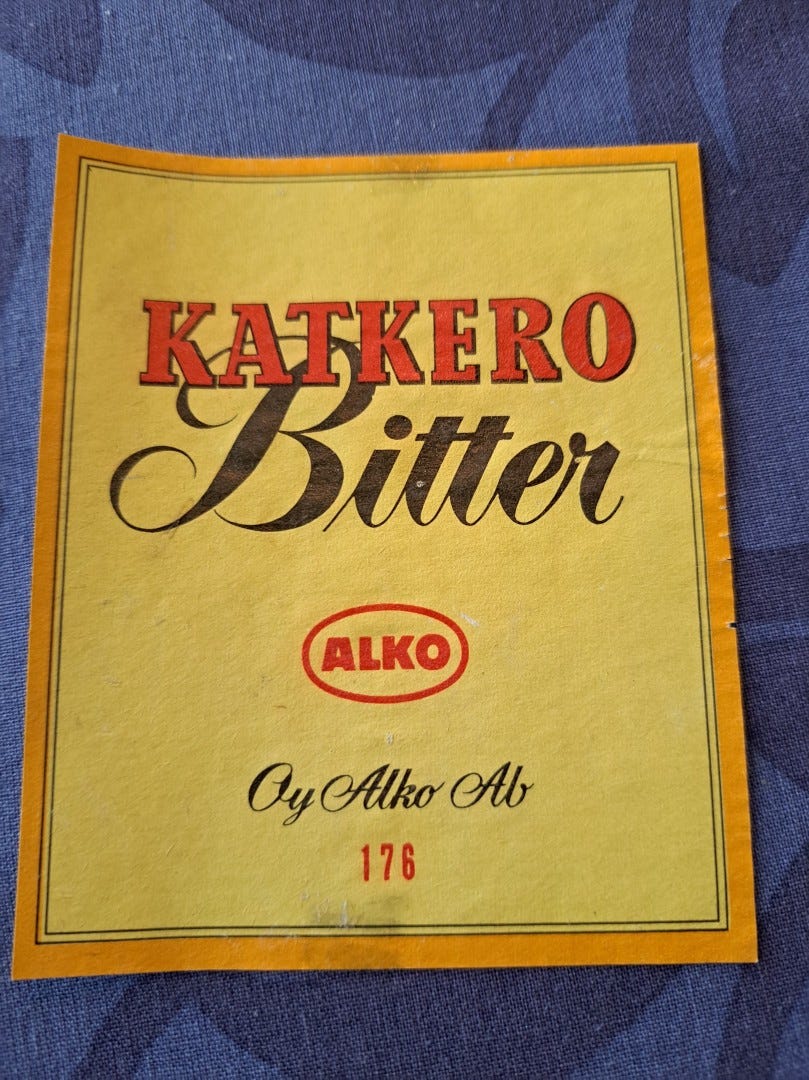 KATKERO
Bitter
ALKO
Oy Alko Ab
176